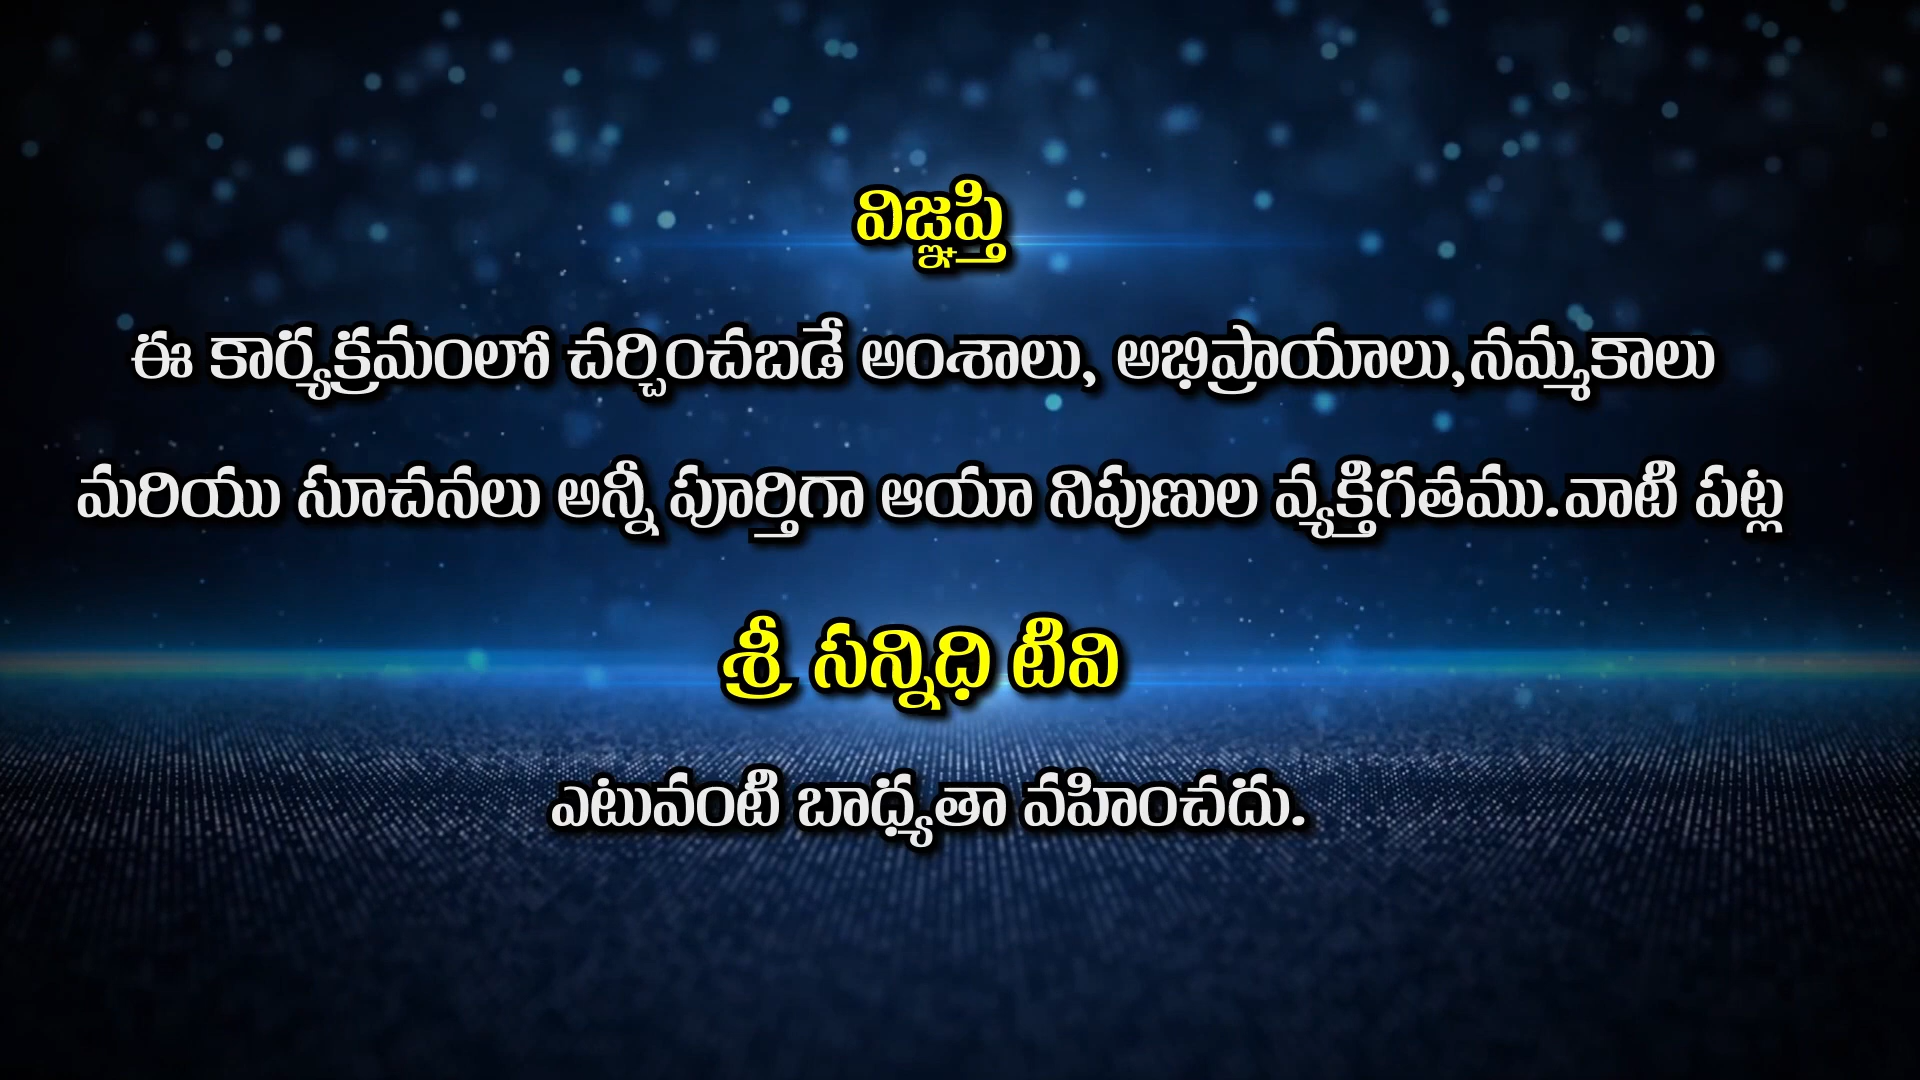 విజ్ఞప్తి
ఈ కార్యక్రమంలో చర్చించబడే అంశాలు, అభిప్రాయాలు,నమ్మకాలు
మరియు సూచనలు అన్నీ పూర్తిగా ఆయా నిపుణుల వ్యక్తిగతము.వాటి పట్ల
శ్రీ సన్నిధి టీవి
ఎటువంటి బాధ్యతా వహించదు.